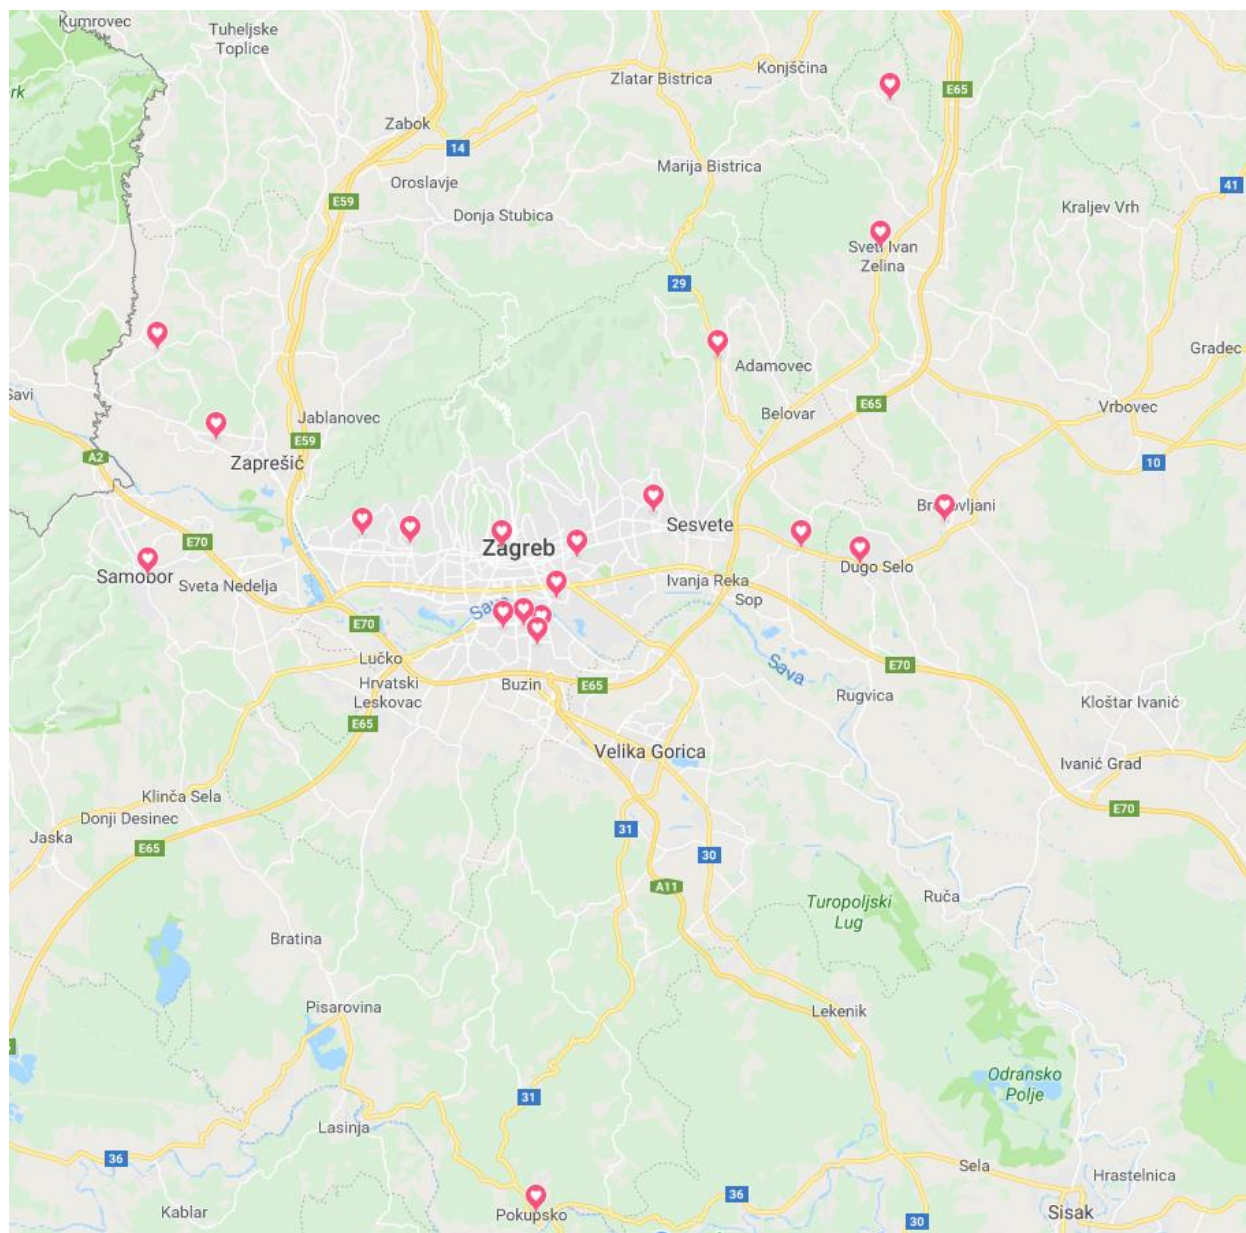 Kumrovec
Tuheljske
Toplice
Konjščina
Zlatar Bistrica
E65
rk
Zabok
14
Marija Bistrica
Oroslavje
41
E59
Donja Stubica
Kraljev Vrh
Sveti Ivan
Zelina
29
Gradec
Adamovec
Savi
E65
Vrbovec
Jablanovec
Belovar
E59
A2
Zaprešić
10
Sesvete
E70
Zagreb
Dugo Selo
Samobor
Sveta Nedelja
Ivanja Reka
Sop
Sava
E70
Lučko
E70
Sava
Hrvatski
Leskovac
Buzin
E65
Rugvica
Kloštar Ivanić
E65
Velika Gorica
Ivanić Grad
Klinča Sela
E70
Donji Desinec
31
Jaska
E65
30
A11
Turopoljski
Lug
Ruča
Bratina
Pisarovina
Lekenik
Odransko
Polje
31
Lasinja
36
Sela
Hrastelnica
36
Kablar
Pokupsko
30
Sisak